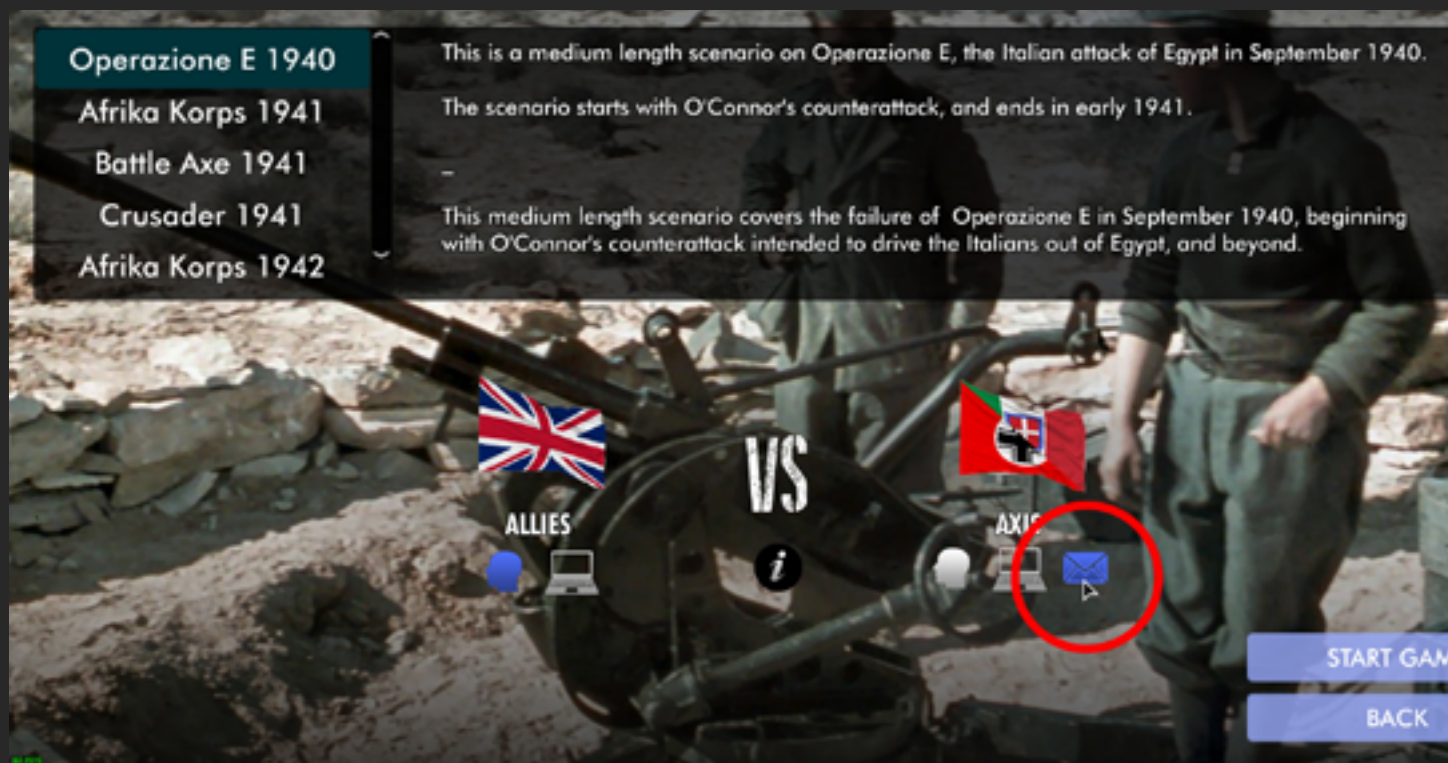 Operazione E 1940
Afrika Korps 1941
Battle Axe 1941
Crusader 1941
Afrika Korps 1942
This is a medium length scenario on Operazione E, the Italian attack of Egypt in September 1940.
The scenario starts with O'Connor's counterattack, and ends in early 1941.
_
This medium length scenario covers the failure of Operazione E in September 1940, beginning
with O'Connor's counterattack intended to drive the Italians out of Egypt, and beyond.
VS
ALLIES
AXIS
i
START GAM
BACK